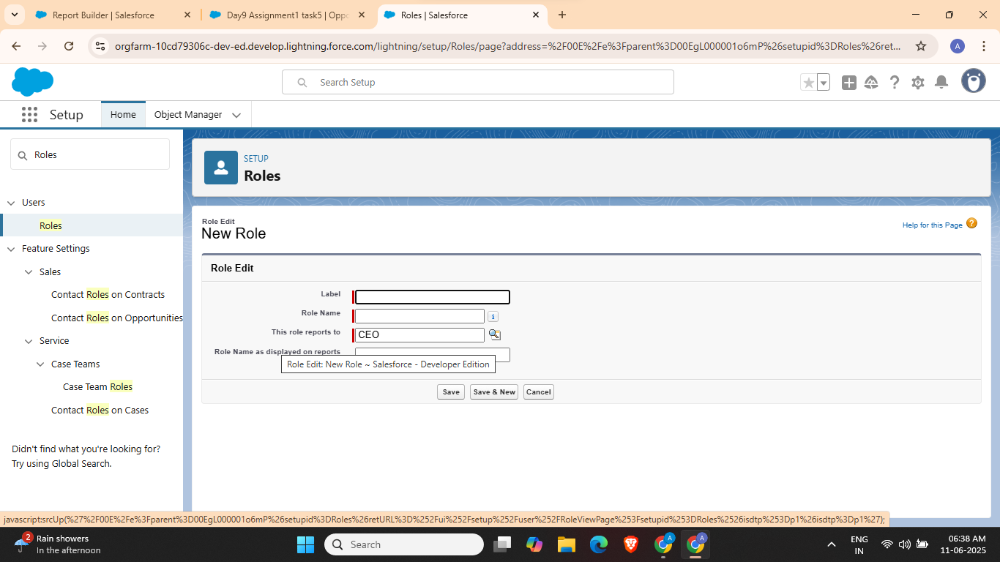 Report Builder | Salesforce
Day9 Assignment1 task5 | Oppo
Roles | Salesforce
orgfarm-10cd79306c-dev-ed.develop.lightning.force.com/lightning/setup/Roles/page?address=%2F00E%2Fe%3Fparent%3D00EgL000001o6mP%26setupid%3DRoles%26ret...
A
Search Setup
Setup
Home
Object Manager
Roles
Users
Roles
Feature Settings
Sales
Contact Roles on Contracts
Contact Roles on Opportunities
Service
Case Teams
Case Team Roles
Contact Roles on Cases
Didn't find what you're looking for?
Try using Global Search.
SETUP
Roles
Role Edit
New Role
Help for this Page ?
Role Edit
Label
Role Name
i
This role reports to
CEO
Role Name as displayed on reports
Role Edit: New Role ~ Salesforce - Developer Edition
Save
Save & New
Cancel
javascript:srcUp(%27%2F00E%2Fe%3Fparent%3D00EgL000001o6mP%26setupid%3DRoles%26retURL%3D%252Fui%252Fsetup%252Fuser%252FRoleViewPage%253Fsetupid%253DRoles%2526isdtp%253Dp1%26isdtp%3Dp1%27);
2
Rain showers
In the afternoon
Search
A
A
ENG
IN
06:38 AM
11-06-2025